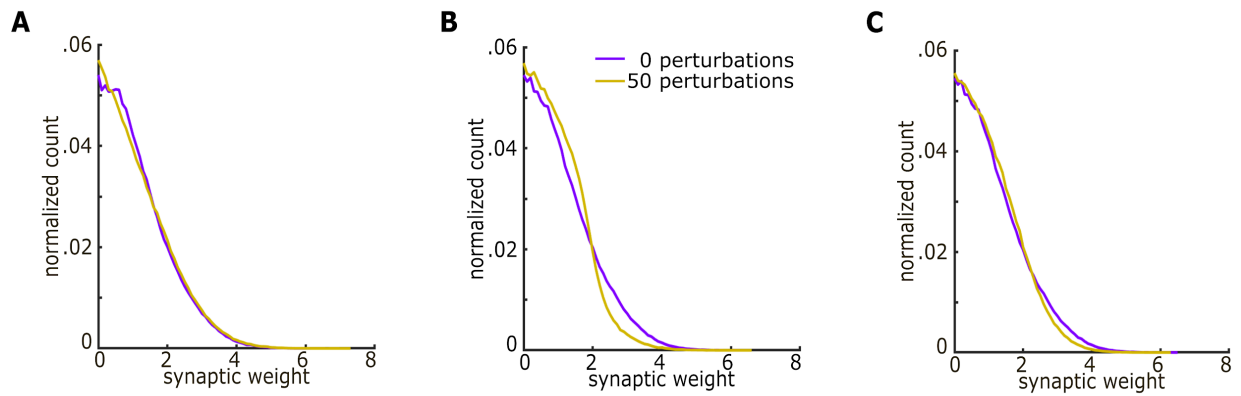 A
.06
.04
.02
0
normalized count
0 2 4 6 8
synaptic weight
B
.06
.04
.02
0
normalized count
0 perturbations
50 perturbations
0 2 4 6 8
synaptic weight
C
.06
.04
.02
0
normalized count
0 2 4 6 8
synaptic weight